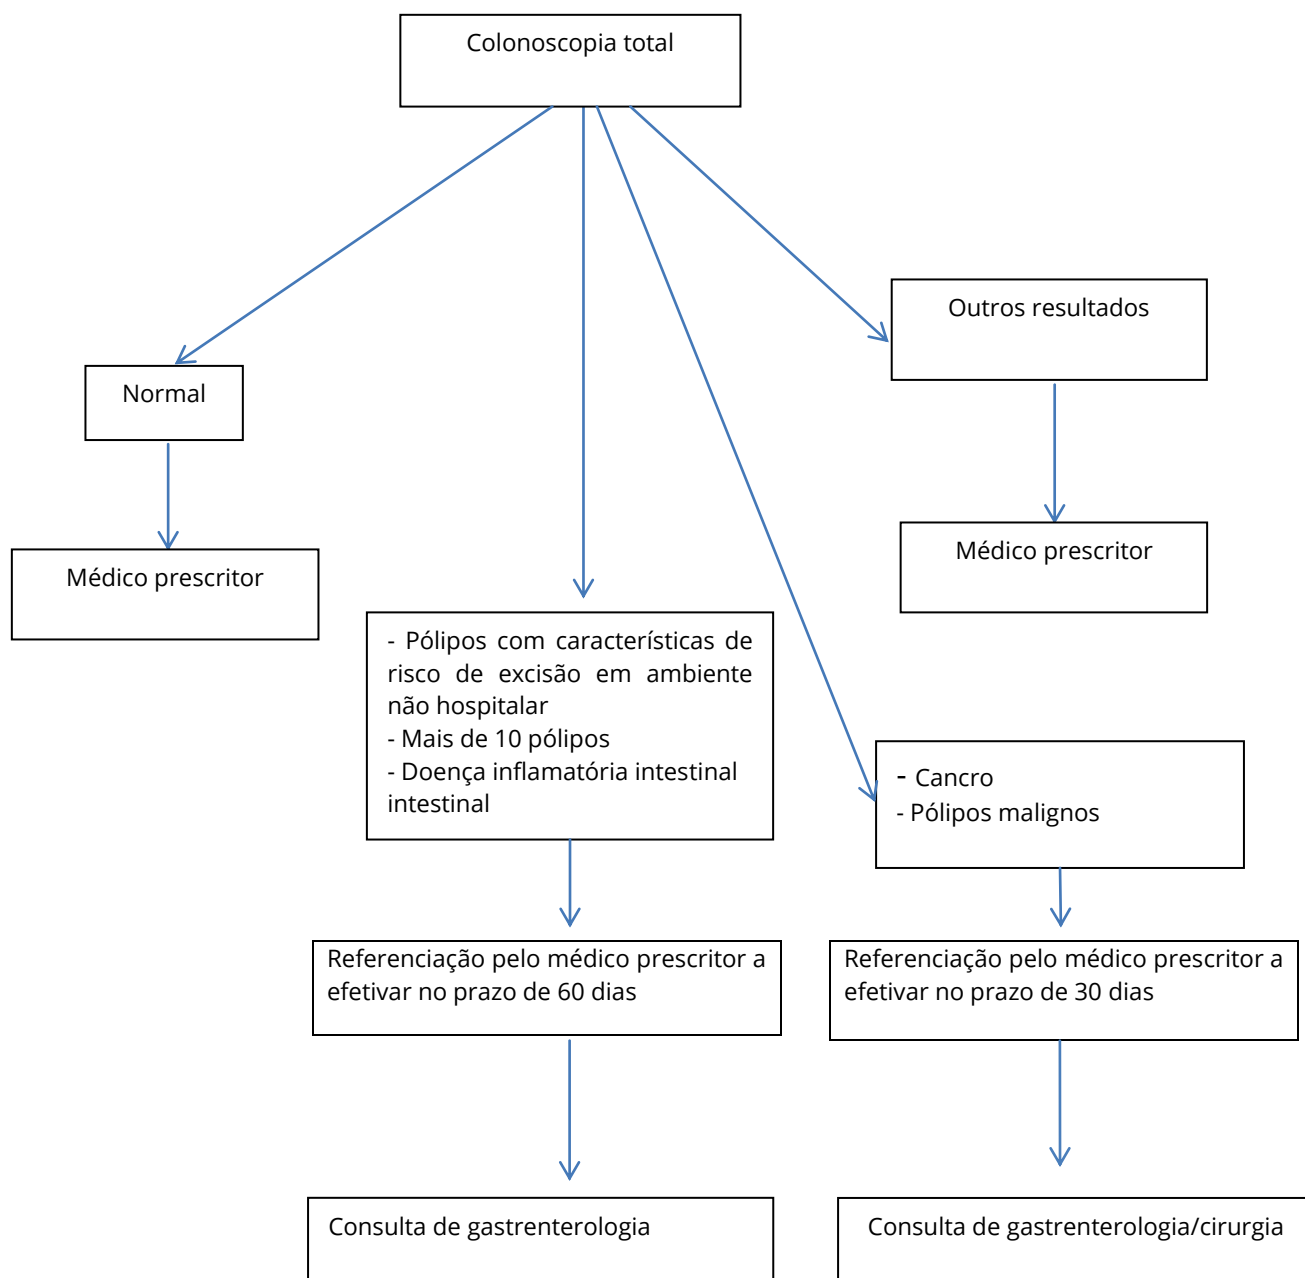 Colonoscopia total
Outros resultados
Normal
Médico prescritor
Médico prescritor
- Pólipos com características de
risco de excisão em ambiente
não hospitalar
- Mais de 10 pólipos
- Doença inflamatória intestinal
intestinal
- Cancro
- Pólipos malignos
Referenciação pelo médico prescritor a
efetivar no prazo de 60 dias
Referenciação pelo médico prescritor a
efetivar no prazo de 30 dias
Consulta de gastrenterologia
Consulta de gastrenterologia/cirurgia